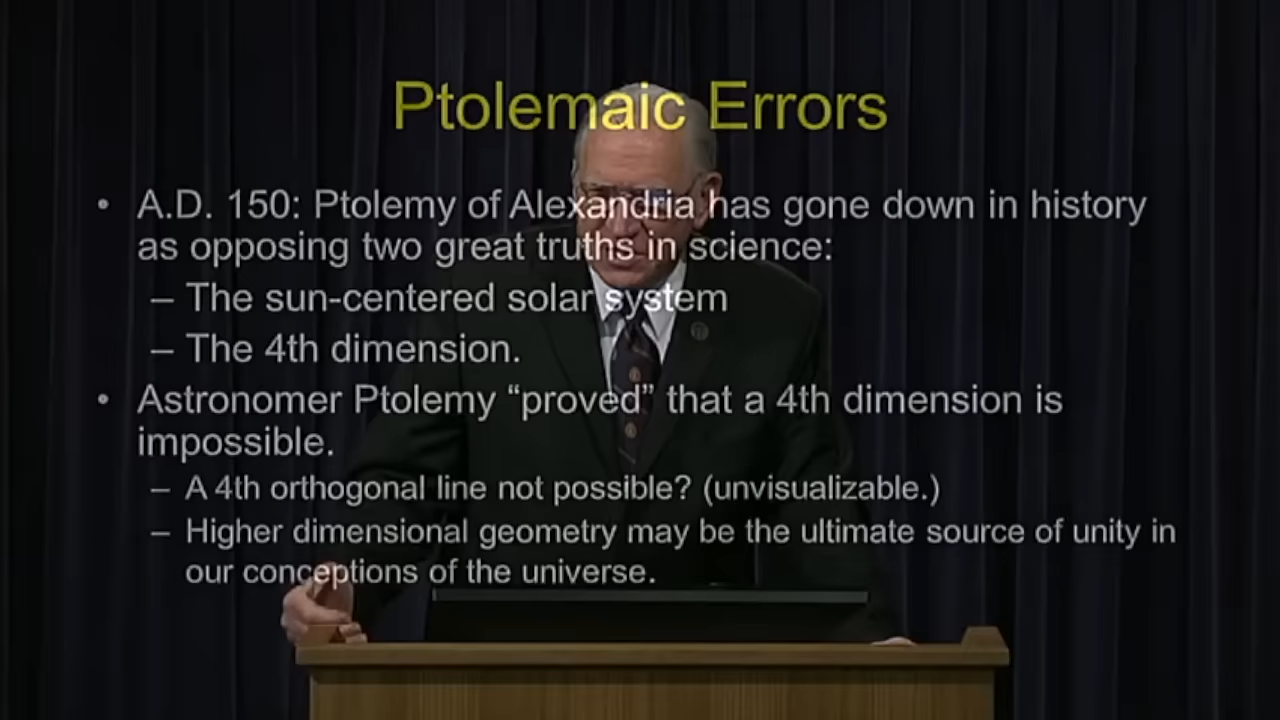 Ptolemaic Errors
• A.D. 150: Ptolemy of Alexandria has gone down in history
as opposing two great truths in science:
– The sun-centered solar system
– The 4th dimension.
• Astronomer Ptolemy “proved” that a 4th dimension is
impossible.
– A 4th orthogonal line not possible? (unvisualizable.)
– Higher dimensional geometry may be the ultimate source of unity in
our conceptions of the universe.